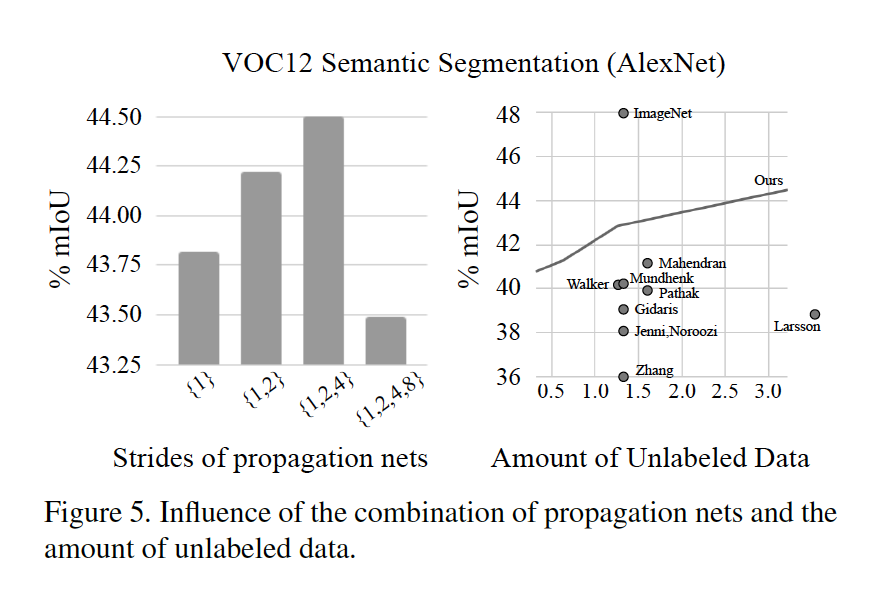 VOC12 Semantic Segmentation (AlexNet)
% mIoU
44.50
44.25
44.00
43.75
43.50
43.25
{1}
{1,2}
{1,2,4}
{1,2,4,8}
Strides of propagation nets
% mIoU
48
46
44
42
40
38
36
ImageNet
Ours
Mahendran
Walker
Mundhenk
Pathak
Gidaris
Larsson
Jenni,Noroozi
Zhang
0.5 1.0 1.5 2.0 2.5 3.0
Amount of Unlabeled Data
Figure 5. Influence of the combination of propagation nets and the
amount of unlabeled data.